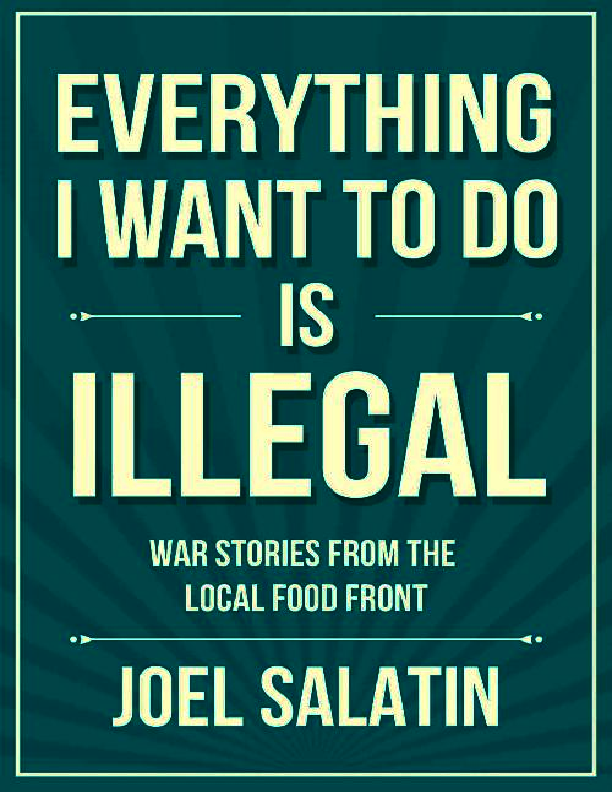 EVERYTHING
I WANT TO DO
IS
ILLEGAL
WAR STORIES FROM THE
LOCAL FOOD FRONT
JOEL SALATIN